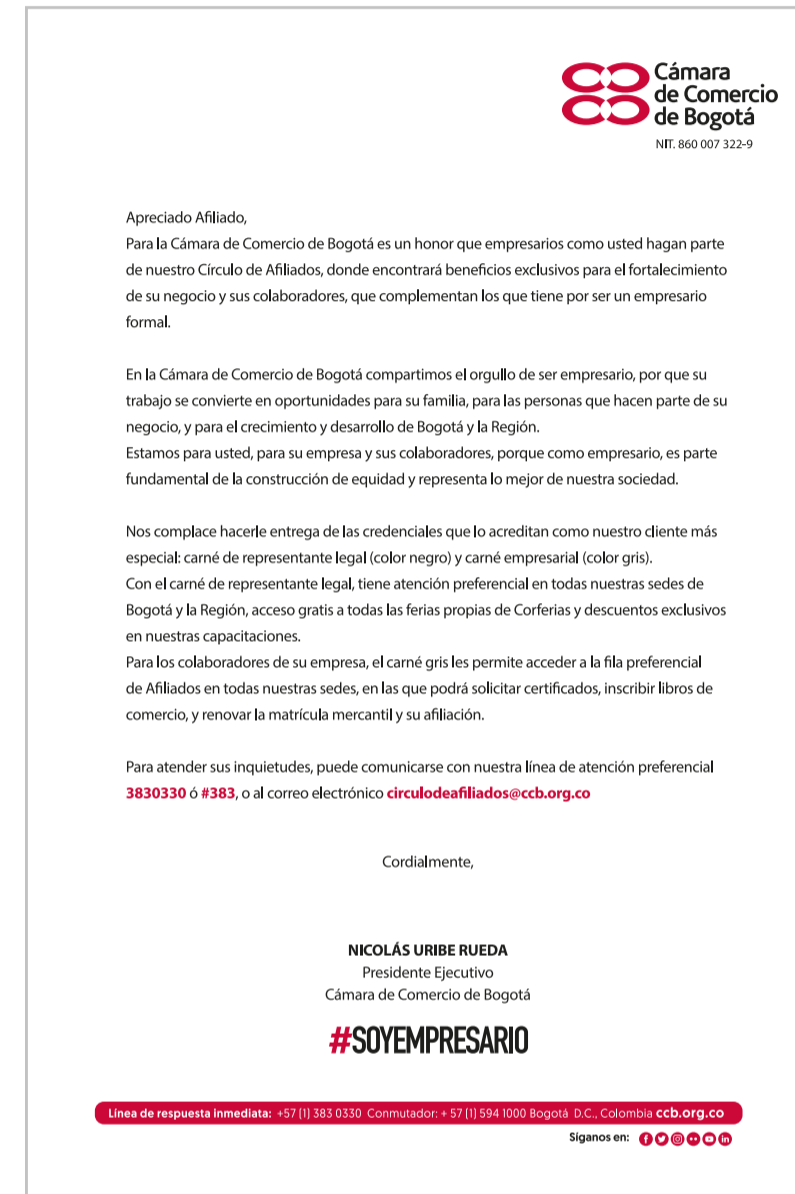 Cámara
de Comercio
de Bogotá
NIT. 860 007 322-9
Apreciado Afiliado,
Para la Cámara de Comercio de Bogotá es un honor que empresarios como usted hagan parte
de nuestro Círculo de Afiliados, donde encontrará beneficios exclusivos para el fortalecimiento
de su negocio y sus colaboradores, que complementan los que tiene por ser un empresario
formal.
En la Cámara de Comercio de Bogotá compartimos el orgullo de ser empresario, por que su
trabajo se convierte en oportunidades para su familia, para las personas que hacen parte de su
negocio, y para el crecimiento y desarrollo de Bogotá y la Región.
Estamos para usted, para su empresa y sus colaboradores, porque como empresario, es parte
fundamental de la construcción de equidad y representa lo mejor de nuestra sociedad.
Nos complace hacerle entrega de las credenciales que lo acreditan como nuestro cliente más
especial: carné de representante legal (color negro) y carné empresarial (color gris).
Con el carné de representante legal, tiene atención preferencial en todas nuestras sedes de
Bogotá y la Región, acceso gratis a todas las ferias propias de Corferias y descuentos exclusivos
en nuestras capacitaciones.
Para los colaboradores de su empresa, el carné gris les permite acceder a la fila preferencial
de Afiliados en todas nuestras sedes, en las que podrá solicitar certificados, inscribir libros de
comercio, y renovar la matrícula mercantil y su afiliación.
Para atender sus inquietudes, puede comunicarse con nuestra línea de atención preferencial
3830330 ó #383, o al correo electrónico circulodeafiliados@ccb.org.co
Cordialmente,
NICOLÁS URIBE RUEDA
Presidente Ejecutivo
Cámara de Comercio de Bogotá
#SOYEMPRESARIO
Línea de respuesta inmediata: +57 (1) 383 0330 Conmutador: + 57 (1) 594 1000 Bogotá D.C., Colombia ccb.org.co
Síganos en: